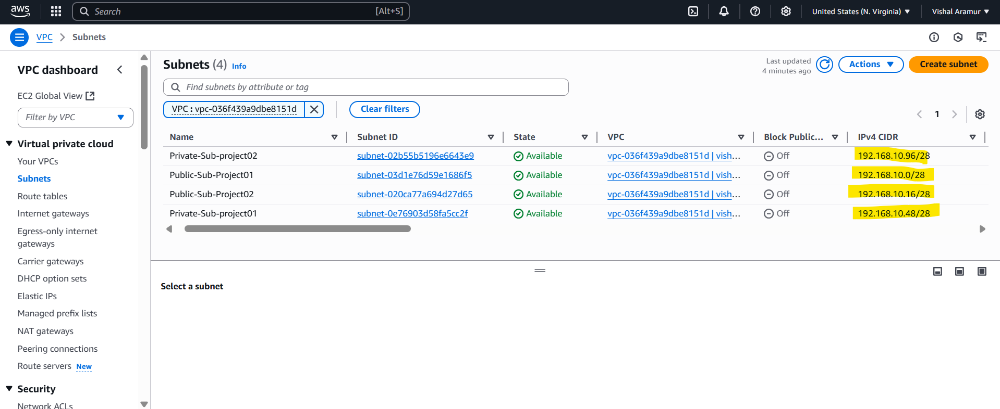 aws
Search [Alt+S]
United States (N. Virginia) Vishal Aramur
VPC Subnets
VPC dashboard
EC2 Global View
Filter by VPC
Virtual private cloud
Your VPCs
Subnets
Route tables
Internet gateways
Egress-only internet
gateways
Carrier gateways
DHCP option sets
Elastic IPs
Managed prefix lists
NAT gateways
Peering connections
Route servers New
Security
Network ACLs
Subnets (4) Info
Last updated
4 minutes ago
Actions
Create subnet
Find subnets by attribute or tag
VPC : vpc-036f439a9dbe8151d
Clear filters
1
Name Subnet ID State VPC Block Public... IPv4 CIDR
Private-Sub-project02 subnet-02b55b5196e6643e9 Available vpc-036f439a9dbe8151d | vish... Off 192.168.10.96/28
Public-Sub-Project01 subnet-03d1e76d59e1686f5 Available vpc-036f439a9dbe8151d | vish... Off 192.168.10.0/28
Public-Sub-Project02 subnet-020ca77a694d27d65 Available vpc-036f439a9dbe8151d | vish... Off 192.168.10.16/28
Private-Sub-project01 subnet-0e76903d58fa5cc2f Available vpc-036f439a9dbe8151d | vish... Off 192.168.10.48/28
Select a subnet